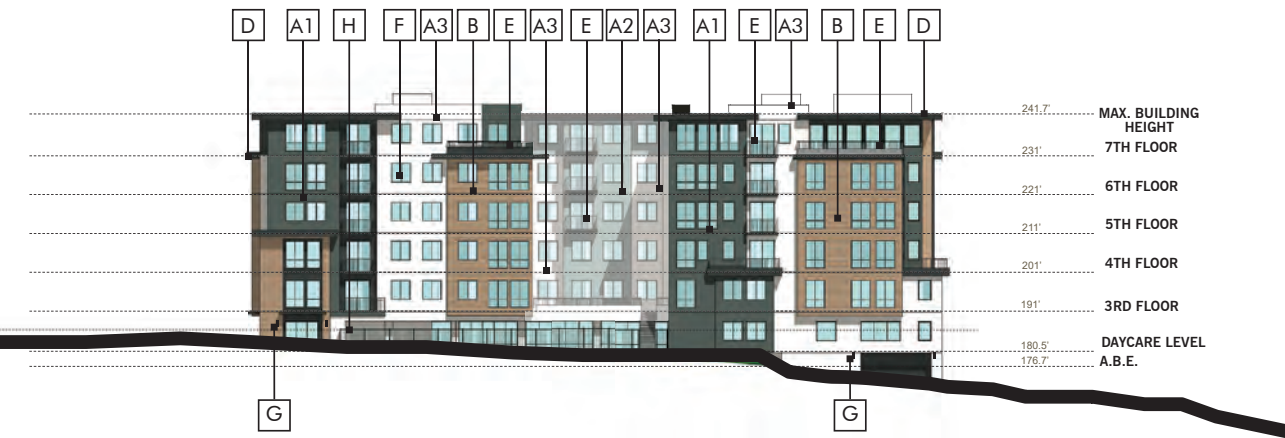 D A1 H F A3 B E A3 E A2 A3 A1 E A3 B E D
241.7' MAX. BUILDING
HEIGHT
231' 7TH FLOOR
221' 6TH FLOOR
211' 5TH FLOOR
201' 4TH FLOOR
191' 3RD FLOOR
180.5' DAYCARE LEVEL
176.7' A.B.E.
G G